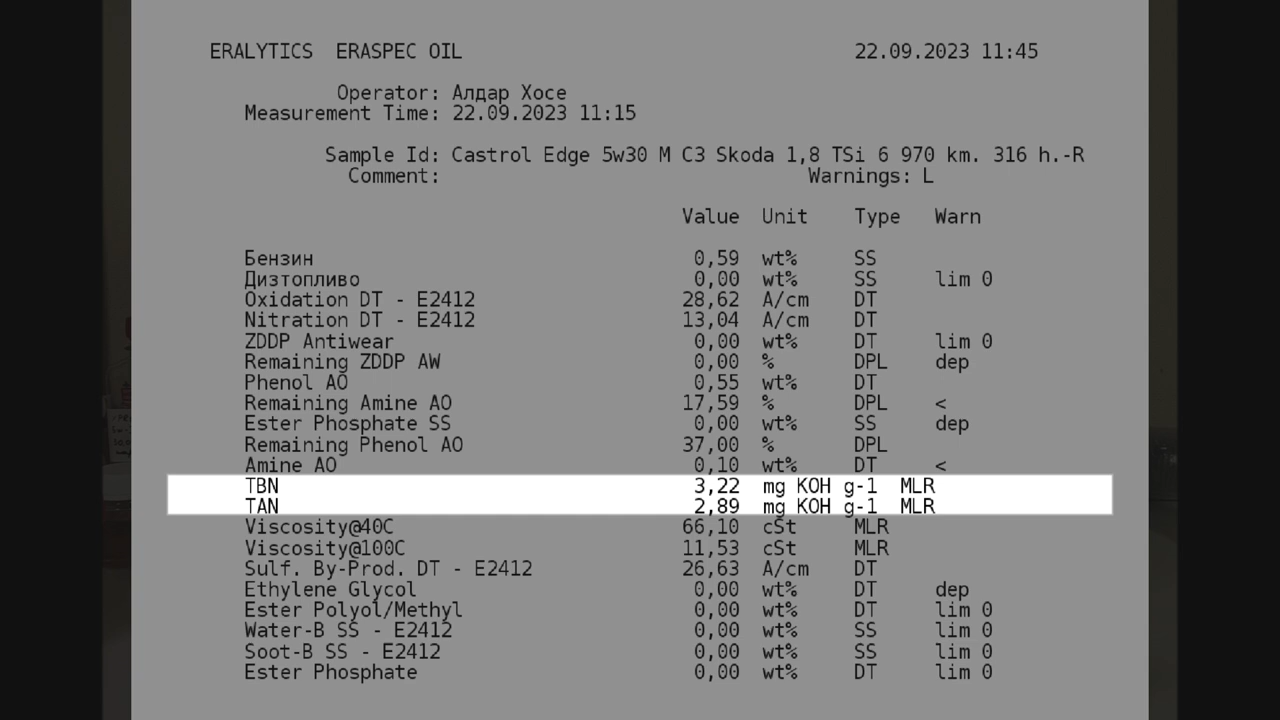 ERALYTICS ERASPEC OIL 22.09.2023 11:45
Operator: Алдар Хосе
Measurement Time: 22.09.2023 11:15
Sample Id: Castrol Edge 5w30 M C3 Skoda 1,8 TSi 6 970 km. 316 h.-R
Comment: Warnings: L
Value Unit Type Warn
Бензин 0,59 wt% SS
Дизтопливо 0,00 wt% SS lim 0
Oxidation DT - E2412 28,62 A/cm DT
Nitration DT - E2412 13,04 A/cm DT
ZDDP Antiwear 0,00 wt% DT lim 0
Remaining ZDDP AW 0,00 % DPL dep
Phenol AO 0,55 wt% DT
Remaining Amine AO 17,59 % DPL <
Ester Phosphate SS 0,00 wt% SS dep
Remaining Phenol AO 37,00 % DPL
Amine AO 0,10 wt% DT <
TBN 3,22 mg KOH g-1 MLR
TAN 2,89 mg KOH g-1 MLR
Viscosity@40C 66,10 cSt MLR
Viscosity@100C 11,53 cSt MLR
Sulf. By-Prod. DT - E2412 26,63 A/cm DT
Ethylene Glycol 0,00 wt% DT dep
Ester Polyol/Methyl 0,00 wt% DT lim 0
Water-B SS - E2412 0,00 wt% SS lim 0
Soot-B SS - E2412 0,00 wt% SS lim 0
Ester Phosphate 0,00 wt% DT lim 0